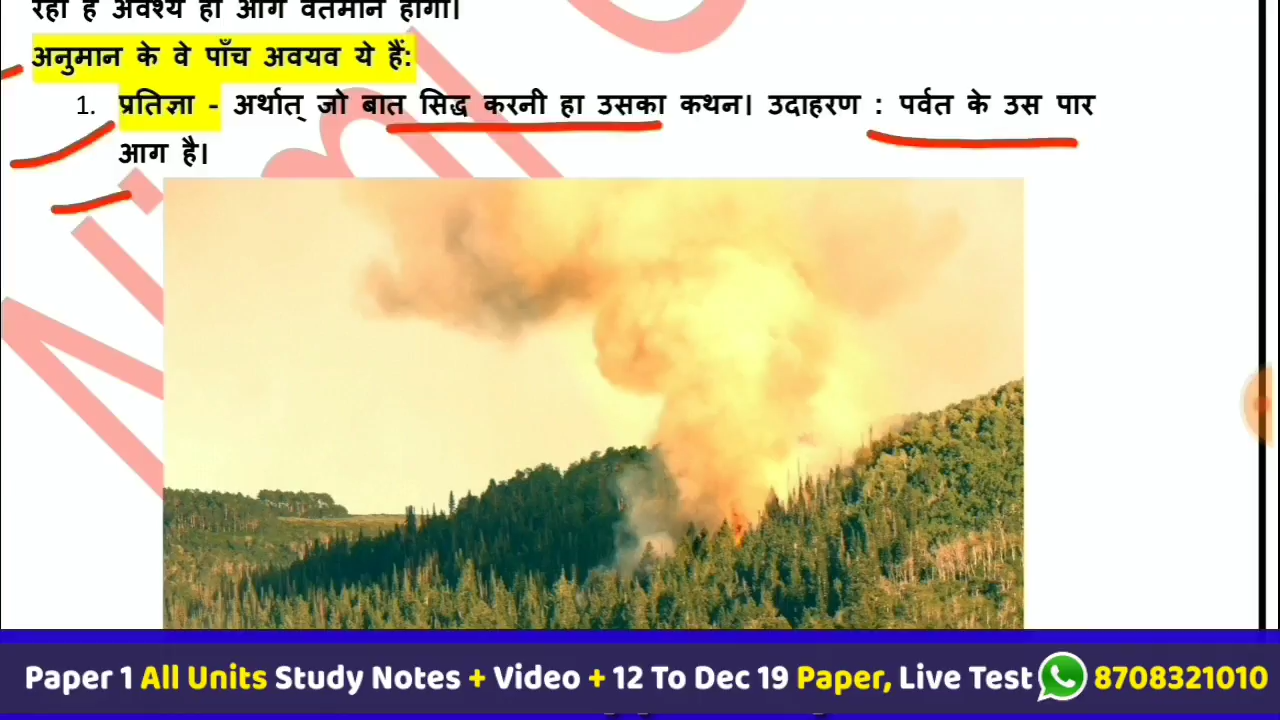 रहा है अवश्य ही आग वर्तमान होगी।
अनुमान के वे पाँच अवयव ये हैं:
1. प्रतिज्ञा - अर्थात् जो बात सिद्ध करनी हा उसका कथन। उदाहरण : पर्वत के उस पार
आग है।
Paper 1 All Units Study Notes + Video + 12 To Dec 19 Paper, Live Test 8708321010